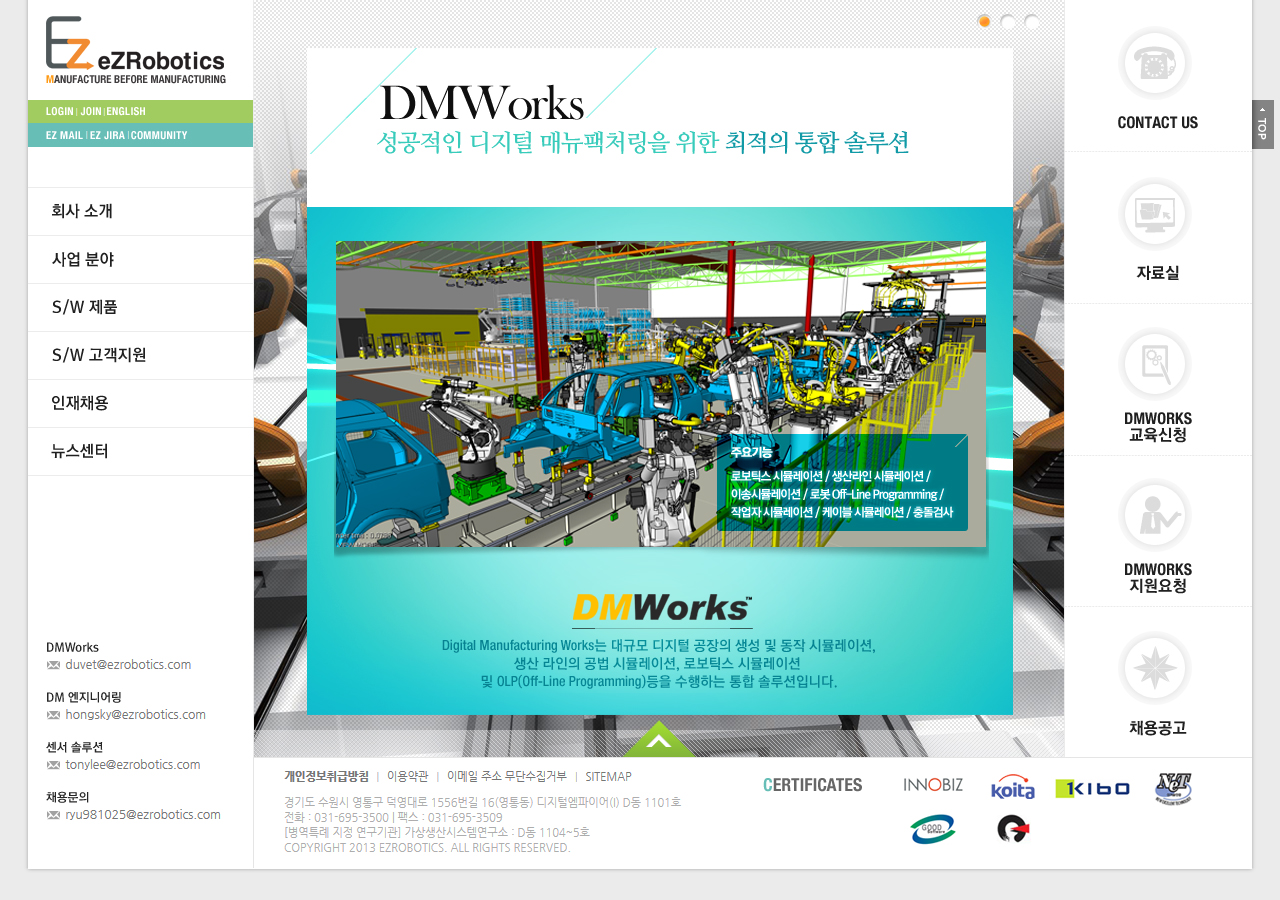 EZ eZRobotics
MANUFACTURE BEFORE MANUFACTURING
LOGIN | JOIN | ENGLISH
EZ MAIL | EZ JIRA | COMMUNITY
회사 소개
사업 분야
S/W 제품
S/W 고객지원
인재채용
뉴스센터
DMWorks
duvet@ezrobotics.com
DM 엔지니어링
hongsky@ezrobotics.com
센서 솔루션
tonylee@ezrobotics.com
채용문의
ryu981025@ezrobotics.com
DMWorks
성공적인 디지털 매뉴팩처링을 위한 최적의 통합 솔루션
주요기능
로보틱스 시뮬레이션 / 생산라인 시뮬레이션 /
이송시뮬레이션 / 로봇 Off-Line Programming /
작업자 시뮬레이션 / 케이블 시뮬레이션 / 충돌검사
DMWorks™
Digital Manufacturing Works는 대규모 디지털 공장의 생성 및 동작 시뮬레이션,
생산 라인의 공법 시뮬레이션, 로보틱스 시뮬레이션
및 OLP(Off-Line Programming)등을 수행하는 통합 솔루션입니다.
CONTACT US
자료실
DMWORKS
교육신청
DMWORKS
지원요청
채용공고
TOP
개인정보취급방침 | 이용약관 | 이메일 주소 무단수집거부 | SITEMAP
경기도 수원시 영통구 덕영대로 1556번길 16(영통동) 디지털엠파이어(I) D동 1101호
전화 : 031-695-3500 | 팩스 : 031-695-3509
[병역특례 지정 연구기관] 가상생산시스템연구소 : D동 1104~5호
COPYRIGHT 2013 EZROBOTICS. ALL RIGHTS RESERVED.
CERTIFICATES
INNOBIZ
koita
KIBO
NeT
GOOD
Software